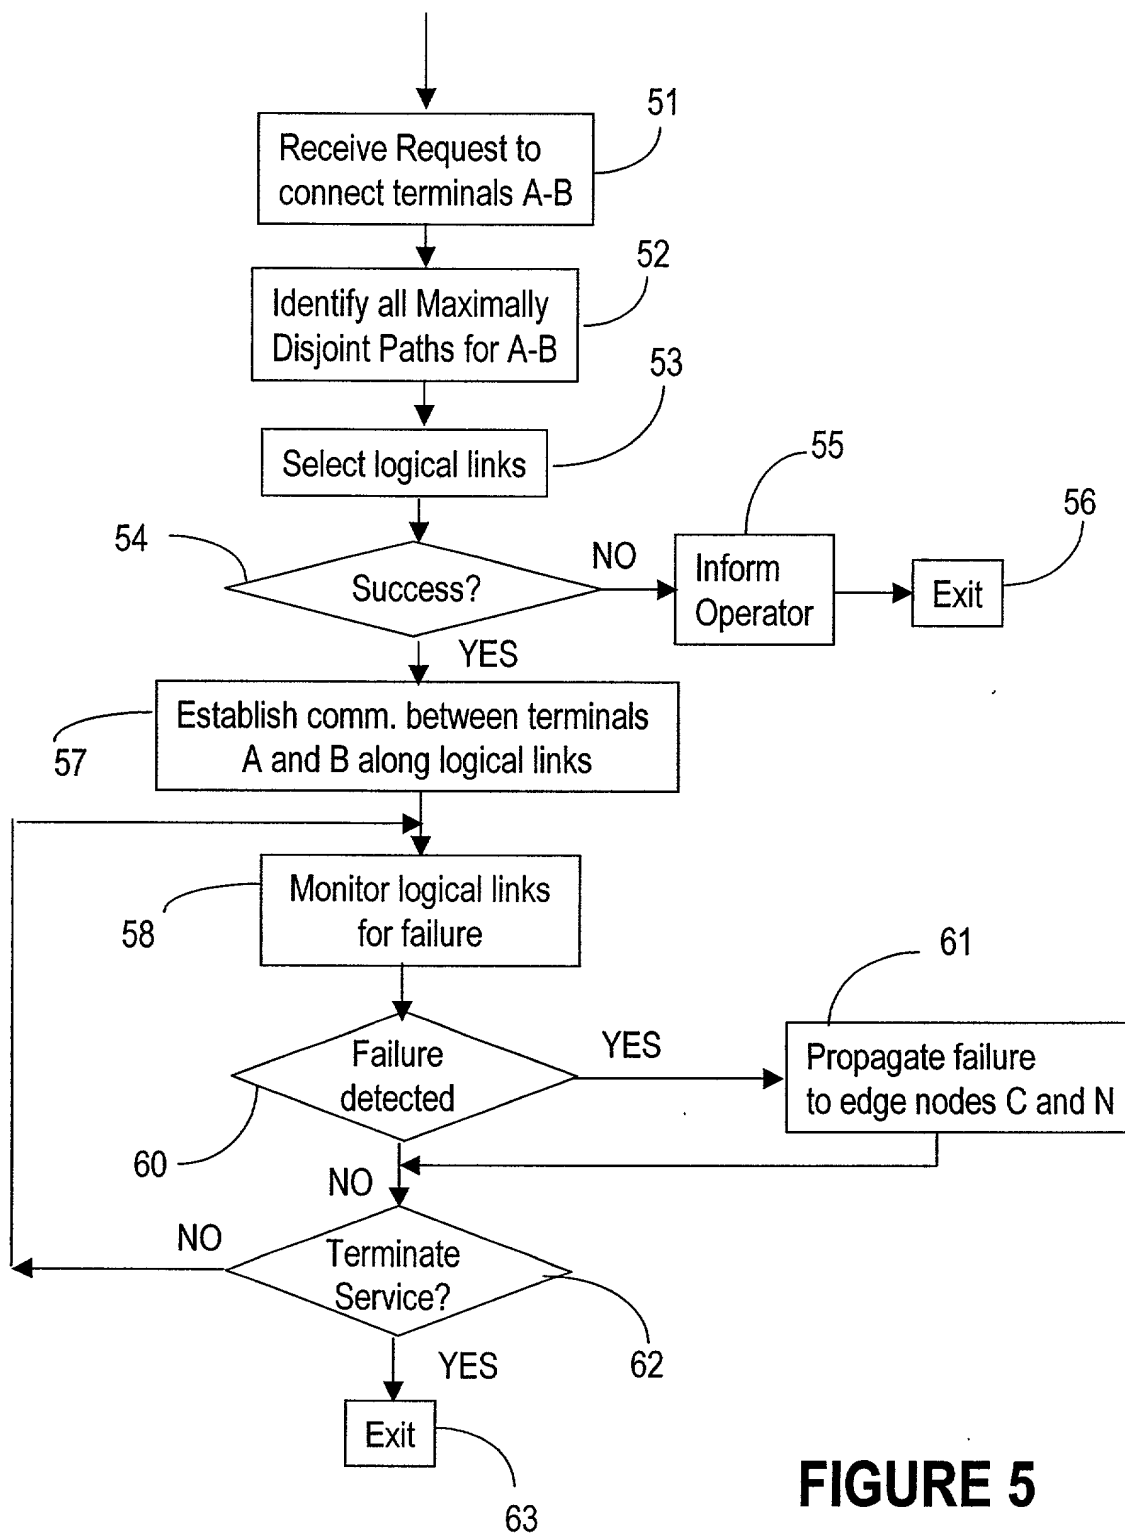 51
Receive Request to
connect terminals A-B
52
Identify all Maximally
Disjoint Paths for A-B
53
Select logical links
54
Success?
NO
55
Inform
Operator
56
Exit
YES
57
Establish comm. between terminals
A and B along logical links
58
Monitor logical links
for failure
60
Failure
detected
YES
61
Propagate failure
to edge nodes C and N
NO
NO
Terminate
Service?
62
YES
Exit
63
FIGURE 5